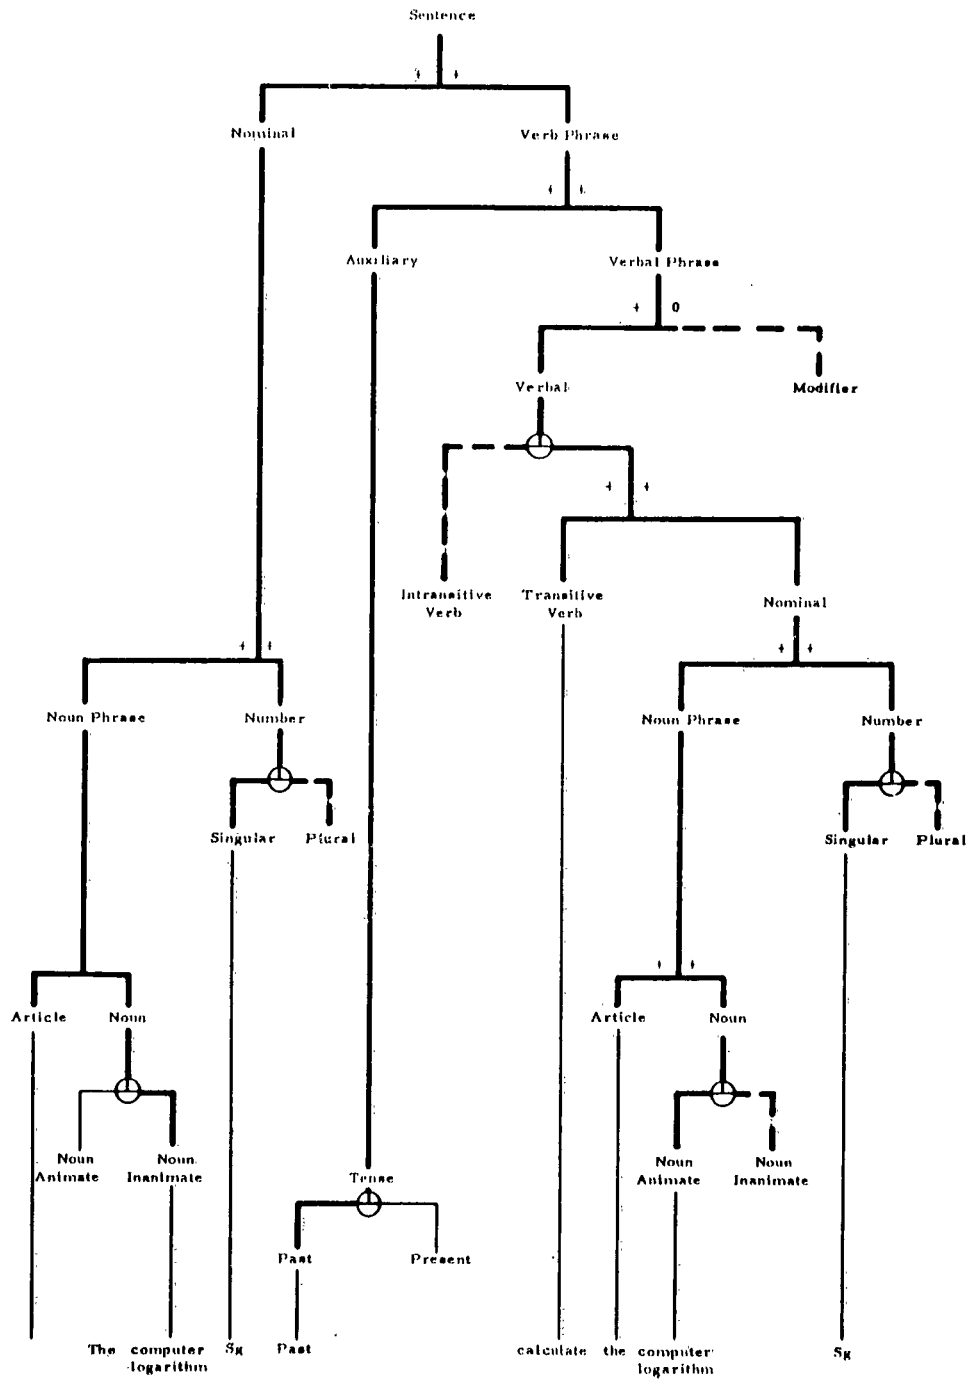 Sentence
+ +
Nominal Verb Phrase
+ +
Auxiliary Verbal Phrase
+ 0
Verbal Modifier
+ +
Intransitive Verb Transitive Verb Nominal
+ + + +
Noun Phrase Number Noun Phrase Number
Singular Plural Singular Plural
+ +
Article Noun Article Noun
Noun Animate Noun Inanimate Noun Animate Noun Inanimate
Tense
Past Present
The computer Sg Past calculate the computer Sg
logarithm logarithm